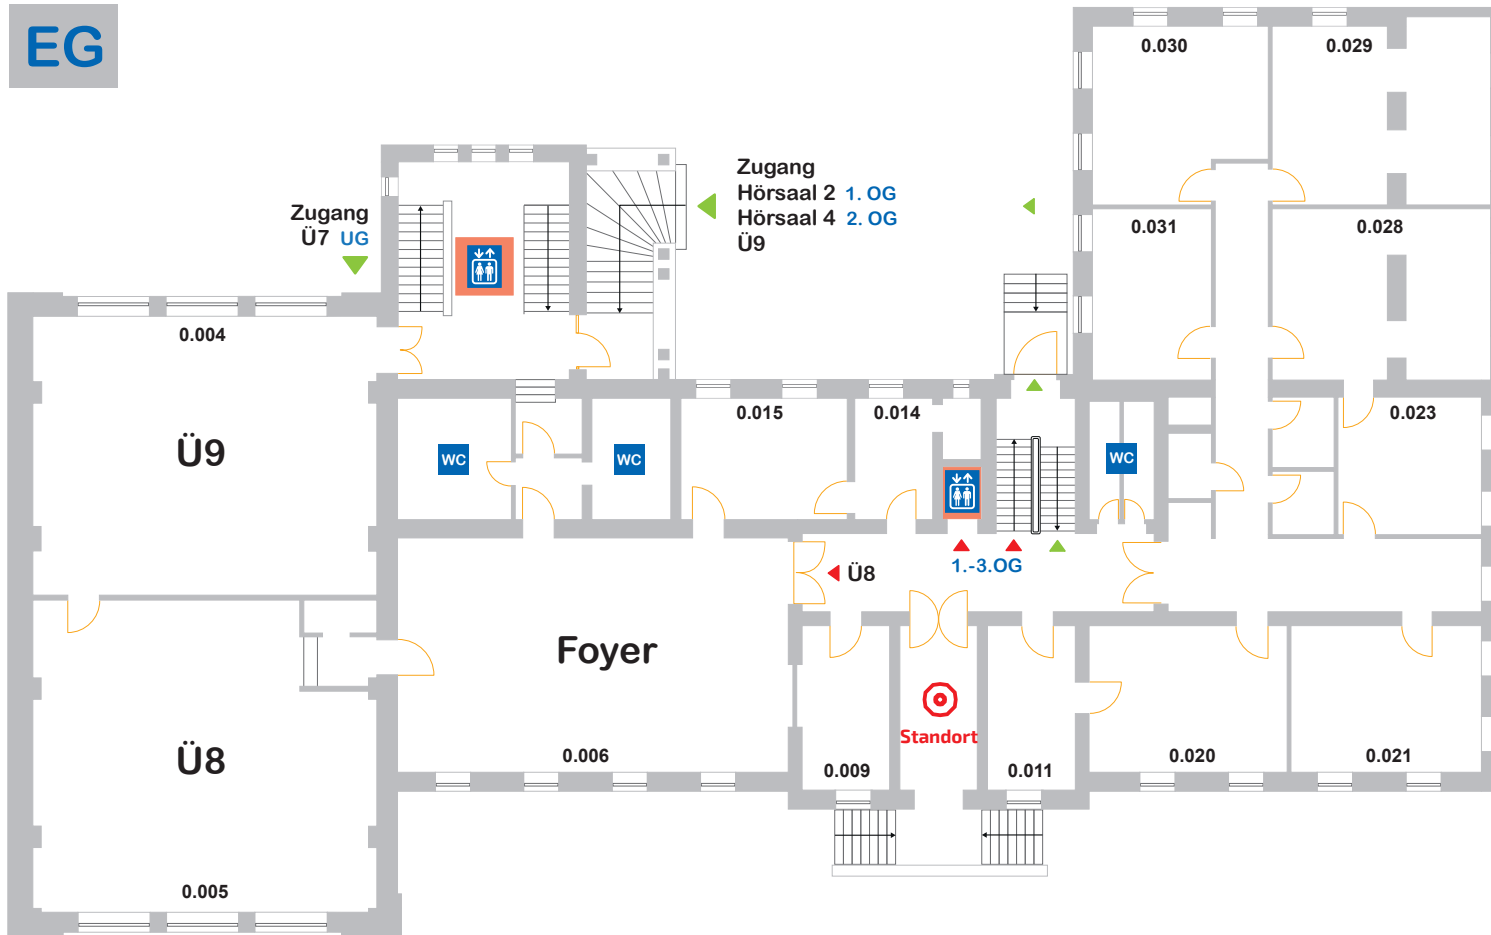 EG
0.030
0.029
Zugang
Hörsaal 2 1. OG
Hörsaal 4 2. OG
Ü9
Zugang
Ü7 UG
0.031
0.028
0.004
0.015
0.014
0.023
Ü9
WC
WC
WC
1.-3.OG
Ü8
Foyer
Standort
Ü8
0.006
0.009
0.011
0.020
0.021
0.005